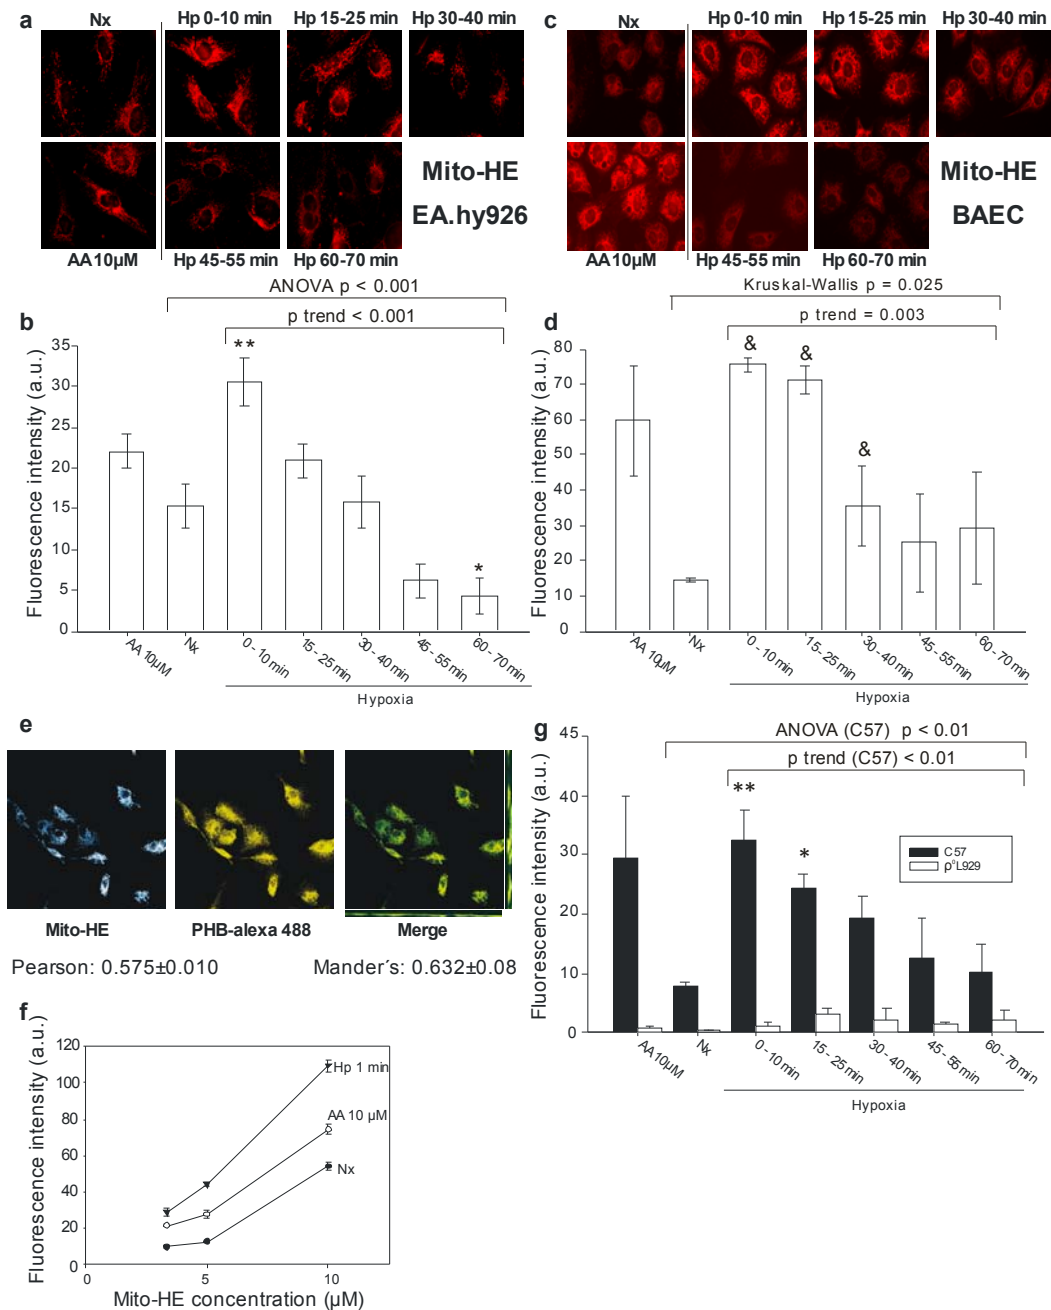 a
Nx
Hp 0-10 min
Hp 15-25 min
Hp 30-40 min
Mito-HE
EA.hy926
AA 10µM
Hp 45-55 min
Hp 60-70 min
c
Nx
Hp 0-10 min
Hp 15-25 min
Hp 30-40 min
Mito-HE
BAEC
AA10µM
Hp 45-55 min
Hp 60-70 min
b
ANOVA p < 0.001
p trend < 0.001
Fluorescence intensity (a.u.)
35
30
25
20
15
10
5
0
**
*
AA 10µM
Nx
0 - 10 min
15 - 25 min
30 - 40 min
45 - 55 min
60 - 70 min
Hypoxia
d
Kruskal-Wallis p = 0.025
p trend = 0.003
Fluorescence intensity (a.u.)
80
70
60
50
40
30
20
10
0
&
&
&
AA 10µM
Nx
0 - 10 min
15 - 25 min
30 - 40 min
45 - 55 min
60 - 70 min
Hypoxia
e
Mito-HE
PHB-alexa 488
Merge
Pearson: 0.575±0.010
Mander´s: 0.632±0.08
f
Fluorescence intensity (a.u.)
120
100
80
60
40
20
0
Hp 1 min
AA 10 µM
Nx
0
5
10
Mito-HE concentration (µM)
g
ANOVA (C57) p < 0.01
p trend (C57) < 0.01
Fluorescence intensity (a.u.)
45
40
30
20
10
0
**
*
C57
ρ°L929
AA 10µM
Nx
0 - 10 min
15 - 25 min
30 - 40 min
45 - 55 min
60 - 70 min
Hypoxia